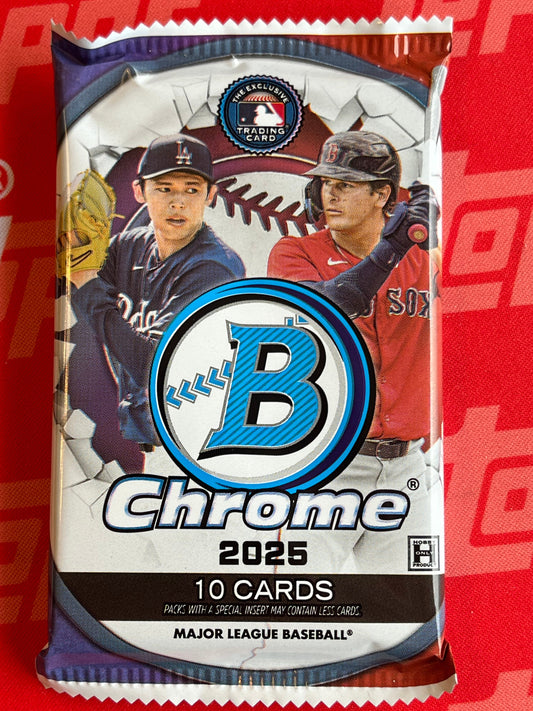 THE EXCLUSIVE
TRADING
CARD
LA
B
SOX
B
Chrome®
2025
HOBBY
ONLY
H
PRODUCT
10 CARDS
PACKS WITH A SPECIAL INSERT MAY CONTAIN LESS CARDS.
MAJOR LEAGUE BASEBALL®